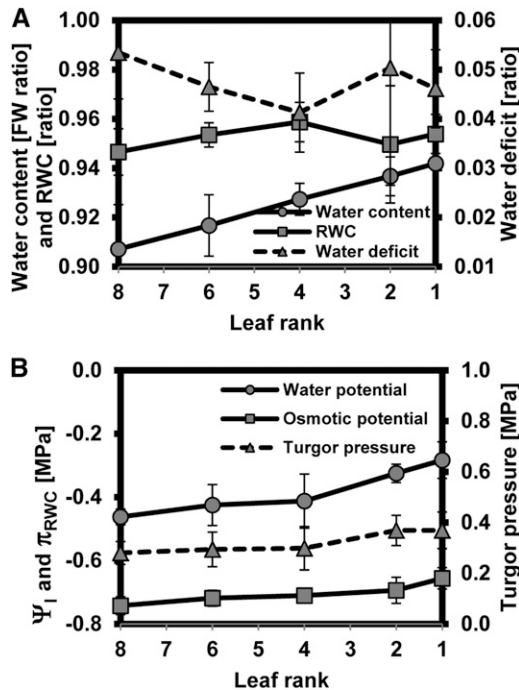 A
Water content [FW ratio]
and RWC [ratio]
1.00
0.98
0.96
0.94
0.92
0.90
0.06
0.05
0.04
0.03
0.02
0.01
Water deficit [ratio]
Water content
RWC
Water deficit
8 7 6 5 4 3 2 1
Leaf rank
B
Ψl and πRWC [MPa]
0.0
-0.2
-0.4
-0.6
-0.8
1.0
0.8
0.6
0.4
0.2
0.0
Turgor pressure [MPa]
Water potential
Osmotic potential
Turgor pressure
8 7 6 5 4 3 2 1
Leaf rank